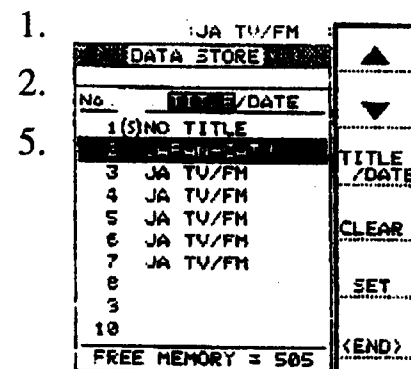 1.
:JA TV/FM
DATA STORE
2.
No. TITLE/DATE
5.
1(S)NO TITLE
2
3 JA TV/FM
4 JA TV/FM
5 JA TV/FM
6 JA TV/FM
7 JA TV/FM
8
9
10
FREE MEMORY = 505
TITLE
/DATE
CLEAR
SET
<END>